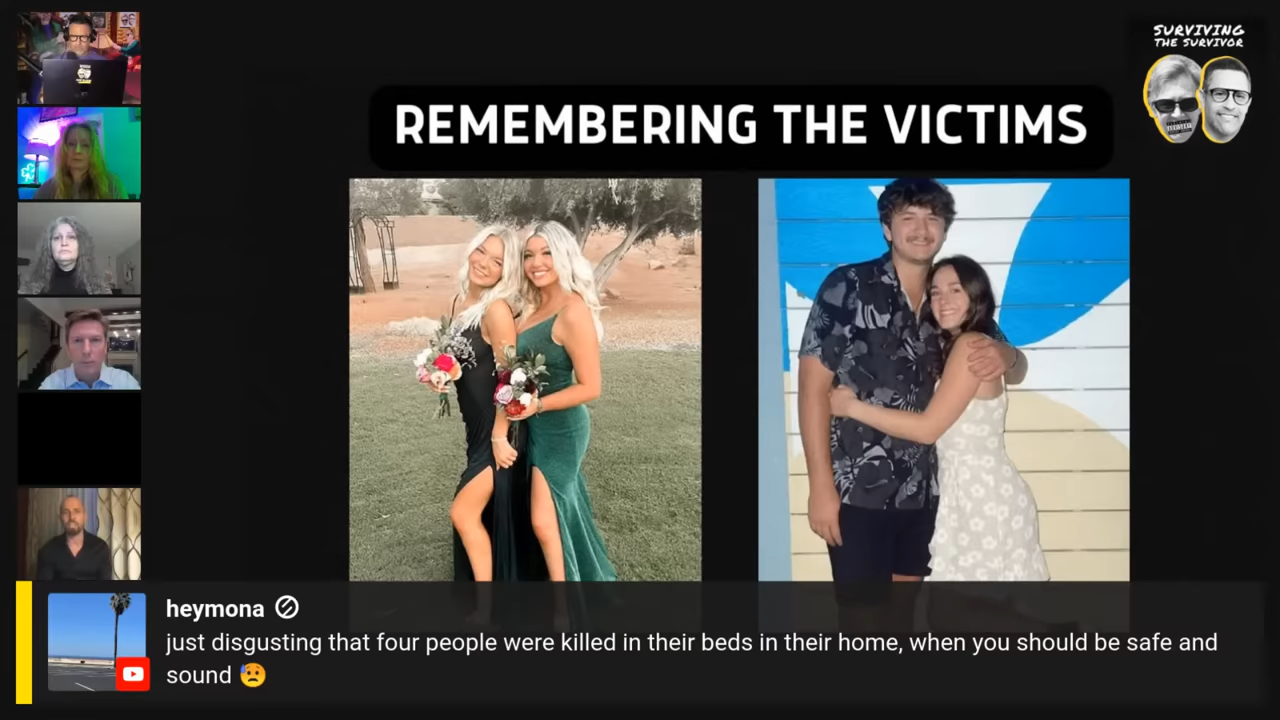 SURVIVING
THE SURVIVOR
REMEMBERING THE VICTIMS
heymona
just disgusting that four people were killed in their beds in their home, when you should be safe and
sound 😥